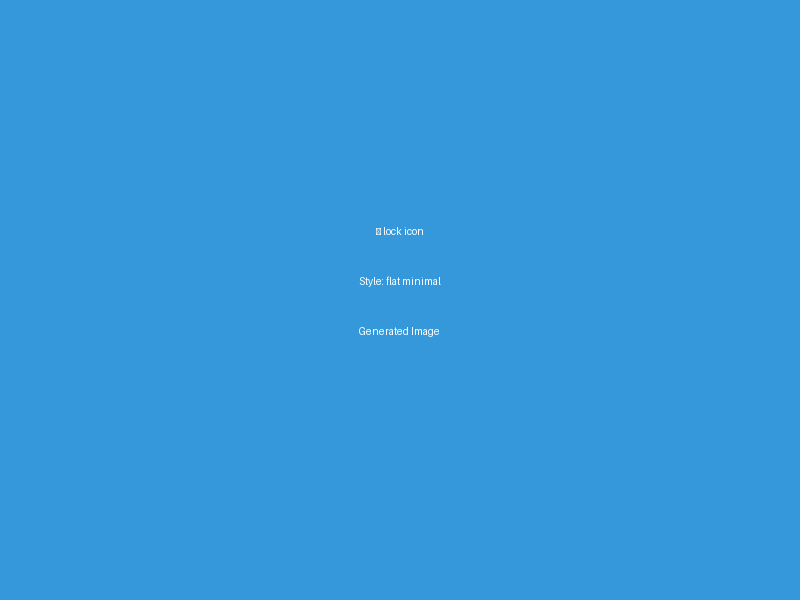 lock icon
Style: flat minimal
Generated Image